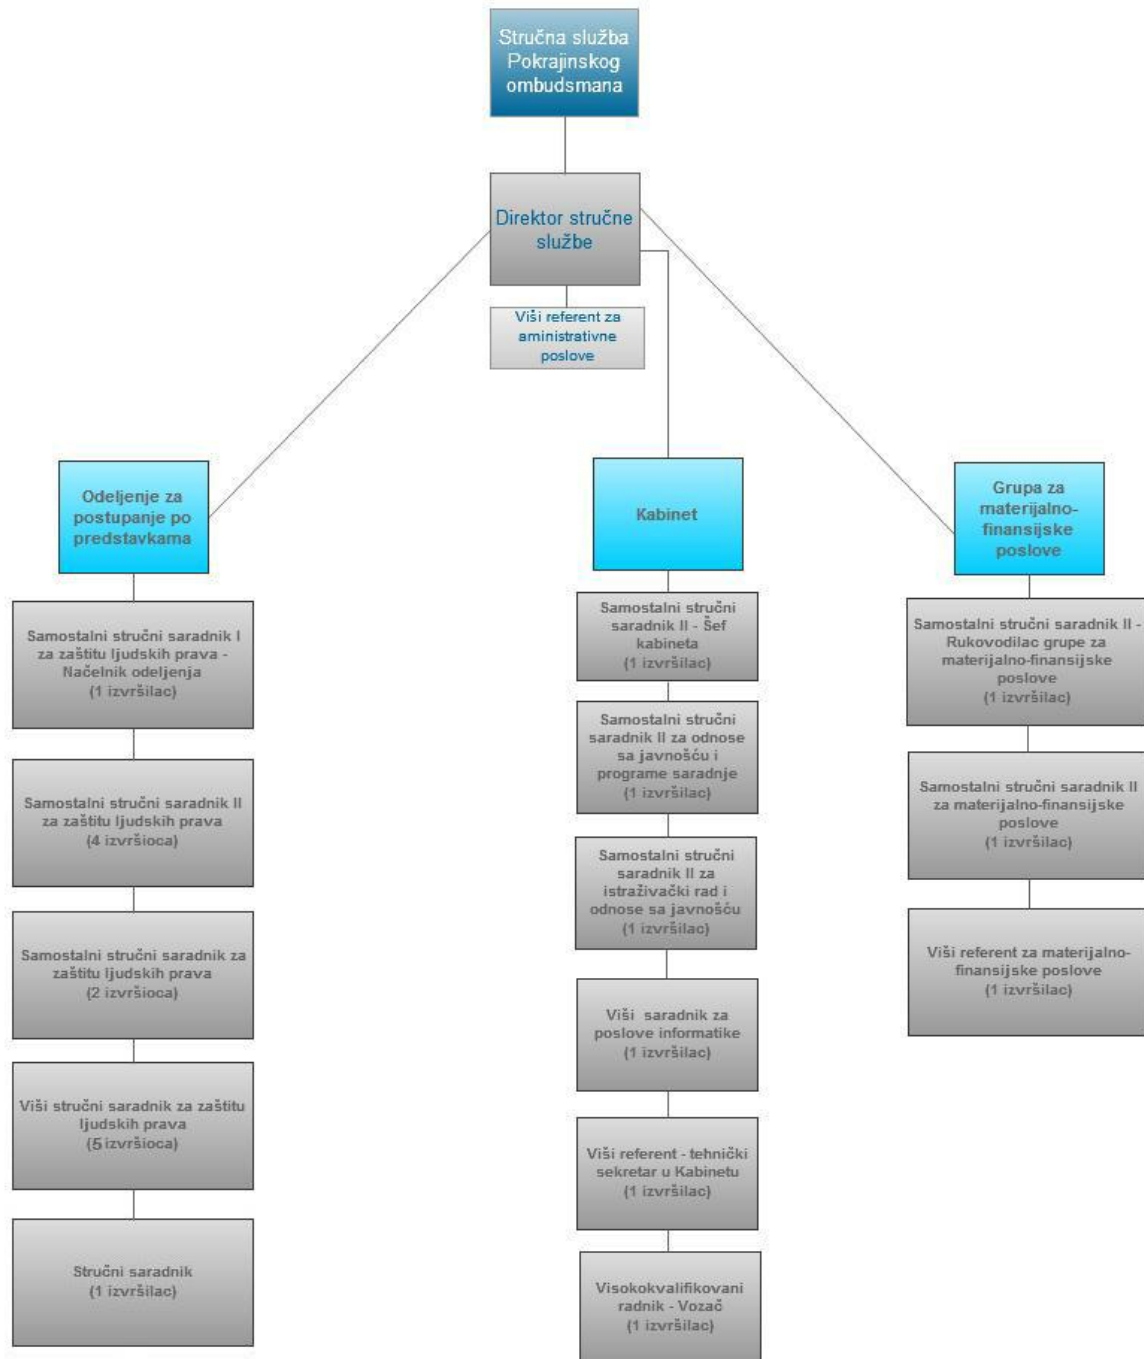 Stručna služba
Pokrajinskog
ombudsmana
Direktor stručne
službe
Viši referent za
aministrativne
poslove
Odeljenje za
postupanje po
predstavkama
Samostalni stručni saradnik I
za zaštitu ljudskih prava -
Načelnik odeljenja
(1 izvršilac)
Samostalni stručni saradnik II
za zaštitu ljudskih prava
(4 izvršioca)
Samostalni stručni saradnik za
zaštitu ljudskih prava
(2 izvršioca)
Viši stručni saradnik za zaštitu
ljudskih prava
(5 izvršioca)
Stručni saradnik
(1 izvršilac)
Kabinet
Samostalni stručni
saradnik II - Šef
kabineta
(1 izvršilac)
Samostalni stručni
saradnik II za odnose
sa javnošću i
programe saradnje
(1 izvršilac)
Samostalni stručni
saradnik II za
istraživački rad i
odnose sa javnošću
(1 izvršilac)
Viši saradnik za
poslove informatike
(1 izvršilac)
Viši referent - tehnički
sekretar u Kabinetu
(1 izvršilac)
Visokokvalifikovani
radnik - Vozač
(1 izvršilac)
Grupa za
materijalno-
finansijske
poslove
Samostalni stručni saradnik II -
Rukovodilac grupe za
materijalno-finansijske
poslove
(1 izvršilac)
Samostalni stručni saradnik II
za materijalno-finansijske
poslove
(1 izvršilac)
Viši referent za materijalno-
finansijske poslove
(1 izvršilac)